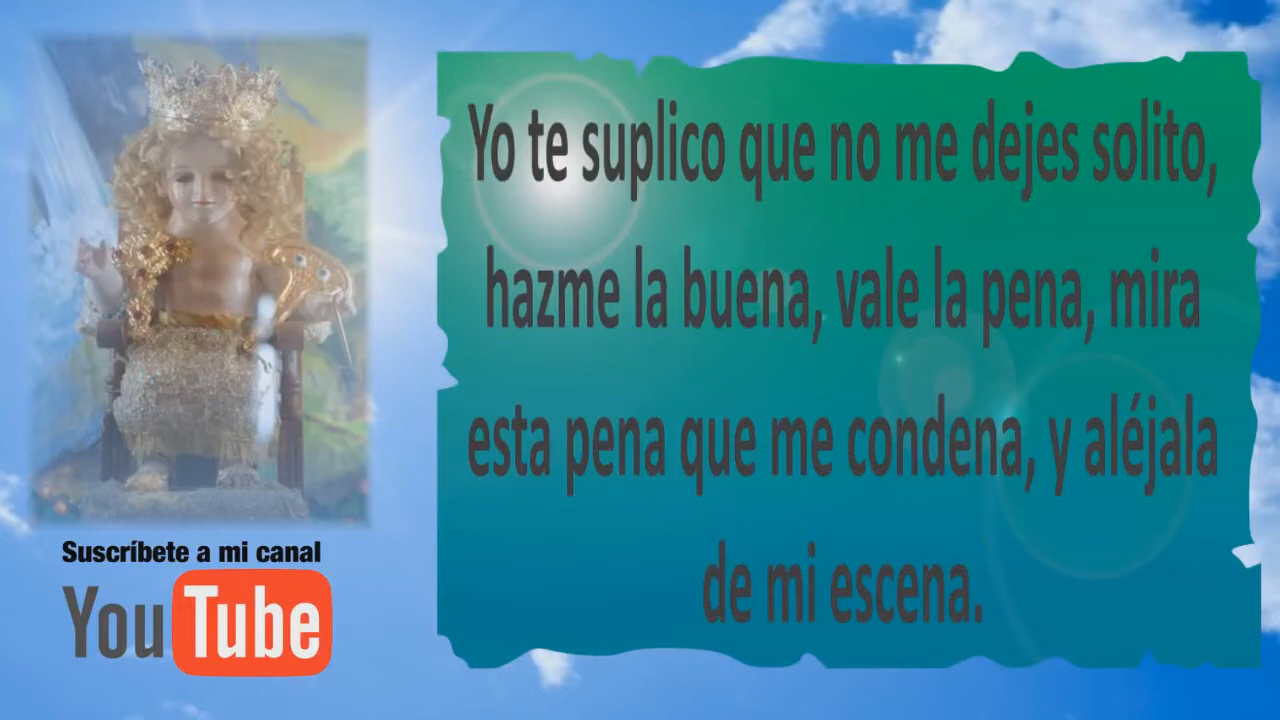 Yo te suplico que no me dejes solito,
hazme la buena, vale la pena, mira
esta pena que me condena, y aléjala
de mi escena.
Suscríbete a mi canal
YouTube